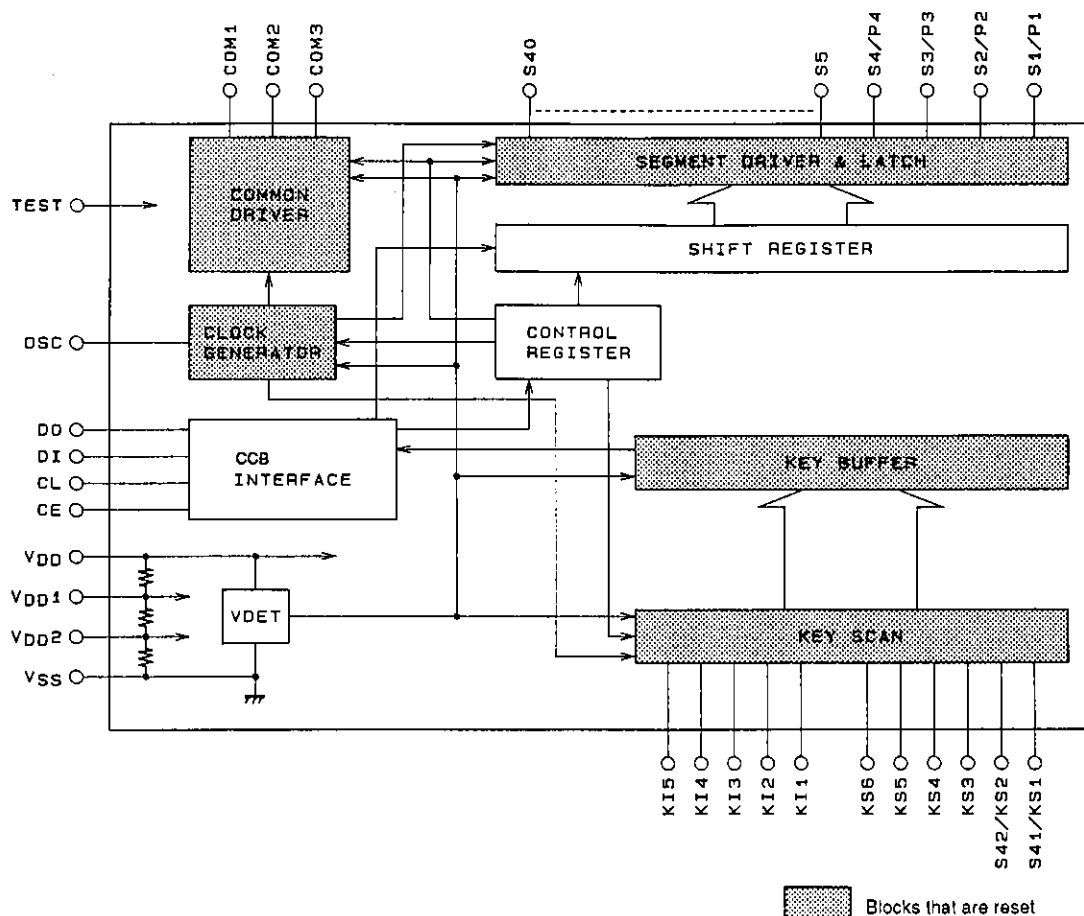 COM1
COM2
COM3
S40
S5
S4/P4
S3/P3
S2/P2
S1/P1
TEST
COMMON
DRIVER
SEGMENT DRIVER & LATCH
SHIFT REGISTER
OSC
CLOCK
GENERATOR
CONTROL
REGISTER
DO
DI
CL
CE
CCB
INTERFACE
KEY BUFFER
VDD
VDD1
VDD2
VSS
VDET
KEY SCAN
KI5
KI4
KI3
KI2
KI1
KS6
KS5
KS4
KS3
S42/KS2
S41/KS1
Blocks that are reset